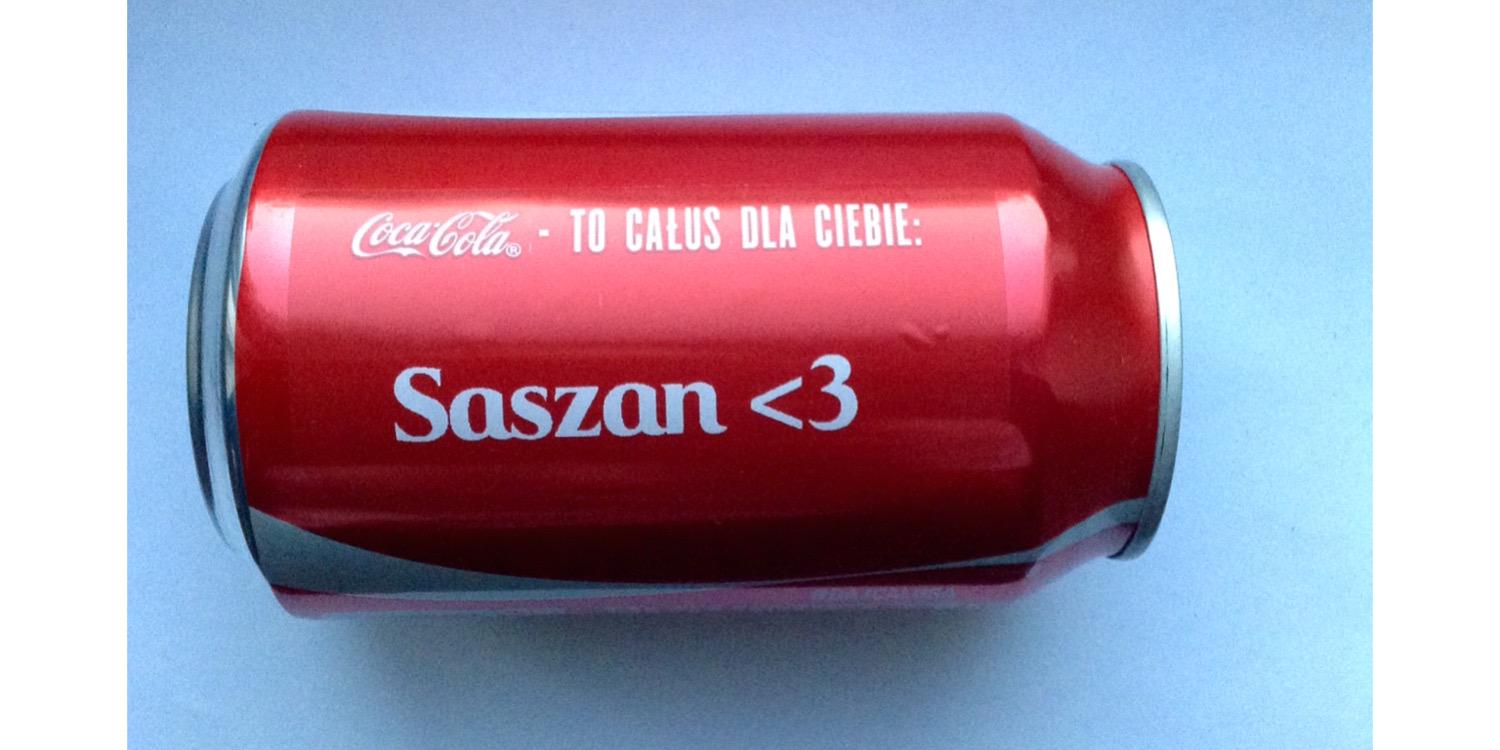 Coca-Cola® - TO CAŁUS DLA CIEBIE:
Saszan <3